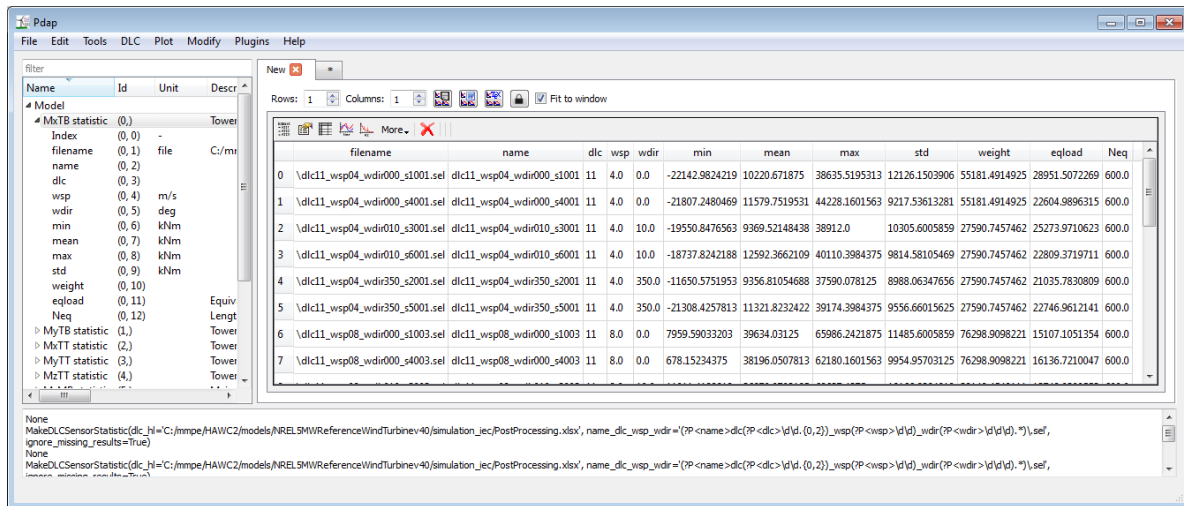 Pdap
File Edit Tools DLC Plot Modify Plugins Help
filter
Name Id Unit Descr
Model
MxTB statistic (0,) Tower
Index (0, 0) -
filename (0, 1) file C:/mr
name (0, 2)
dlc (0, 3)
wsp (0, 4) m/s
wdir (0, 5) deg
min (0, 6) kNm
mean (0, 7) kNm
max (0, 8) kNm
std (0, 9) kNm
weight (0, 10)
eqload (0, 11) Equiv
Neq (0, 12) Lengt
MyTB statistic (1,) Tower
MxTT statistic (2,) Tower
MyTT statistic (3,) Tower
MzTT statistic (4,) Tower
New *
Rows: 1 Columns: 1 Fit to window
More
filename name dlc wsp wdir min mean max std weight eqload Neq
0 \dlc11_wsp04_wdir000_s1001.sel dlc11_wsp04_wdir000_s1001 11 4.0 0.0 -22142.9824219 10220.671875 38635.5195313 12126.1503906 55181.4914925 28951.5072269 600.0
1 \dlc11_wsp04_wdir000_s4001.sel dlc11_wsp04_wdir000_s4001 11 4.0 0.0 -21807.2480469 11579.7519531 44228.1601563 9217.53613281 55181.4914925 22604.9896315 600.0
2 \dlc11_wsp04_wdir010_s3001.sel dlc11_wsp04_wdir010_s3001 11 4.0 10.0 -19550.8476563 9369.52148438 38912.0 10305.6005859 27590.7457462 25273.9710623 600.0
3 \dlc11_wsp04_wdir010_s6001.sel dlc11_wsp04_wdir010_s6001 11 4.0 10.0 -18737.8242188 12592.3662109 40110.3984375 9814.58105469 27590.7457462 22809.3719711 600.0
4 \dlc11_wsp04_wdir350_s2001.sel dlc11_wsp04_wdir350_s2001 11 4.0 350.0 -11650.5751953 9356.81054688 37590.078125 8988.06347656 27590.7457462 21035.7830809 600.0
5 \dlc11_wsp04_wdir350_s5001.sel dlc11_wsp04_wdir350_s5001 11 4.0 350.0 -21308.4257813 11321.8232422 39174.3984375 9556.66015625 27590.7457462 22746.9612141 600.0
6 \dlc11_wsp08_wdir000_s1003.sel dlc11_wsp08_wdir000_s1003 11 8.0 0.0 7959.59033203 39634.03125 65986.2421875 11485.6005859 76298.9098221 15107.1051354 600.0
7 \dlc11_wsp08_wdir000_s4003.sel dlc11_wsp08_wdir000_s4003 11 8.0 0.0 678.15234375 38196.0507813 62180.1601563 9954.95703125 76298.9098221 16136.7210047 600.0
None
MakeDLCSensorStatistic(dlc_hl='C:/mmpe/HAWC2/models/NREL5MWReferenceWindTurbinev40/simulation_iec/PostProcessing.xlsx', name_dlc_wsp_wdir='(?P<name>dlc(?P<dlc>\d\d.{0,2})_wsp(?P<wsp>\d\d)_wdir(?P<wdir>\d\d\d).*)\.sel',
ignore_missing_results=True)
None
MakeDLCSensorStatistic(dlc_hl='C:/mmpe/HAWC2/models/NREL5MWReferenceWindTurbinev40/simulation_iec/PostProcessing.xlsx', name_dlc_wsp_wdir='(?P<name>dlc(?P<dlc>\d\d.{0,2})_wsp(?P<wsp>\d\d)_wdir(?P<wdir>\d\d\d).*)\.sel',
ignore_missing_results=True)